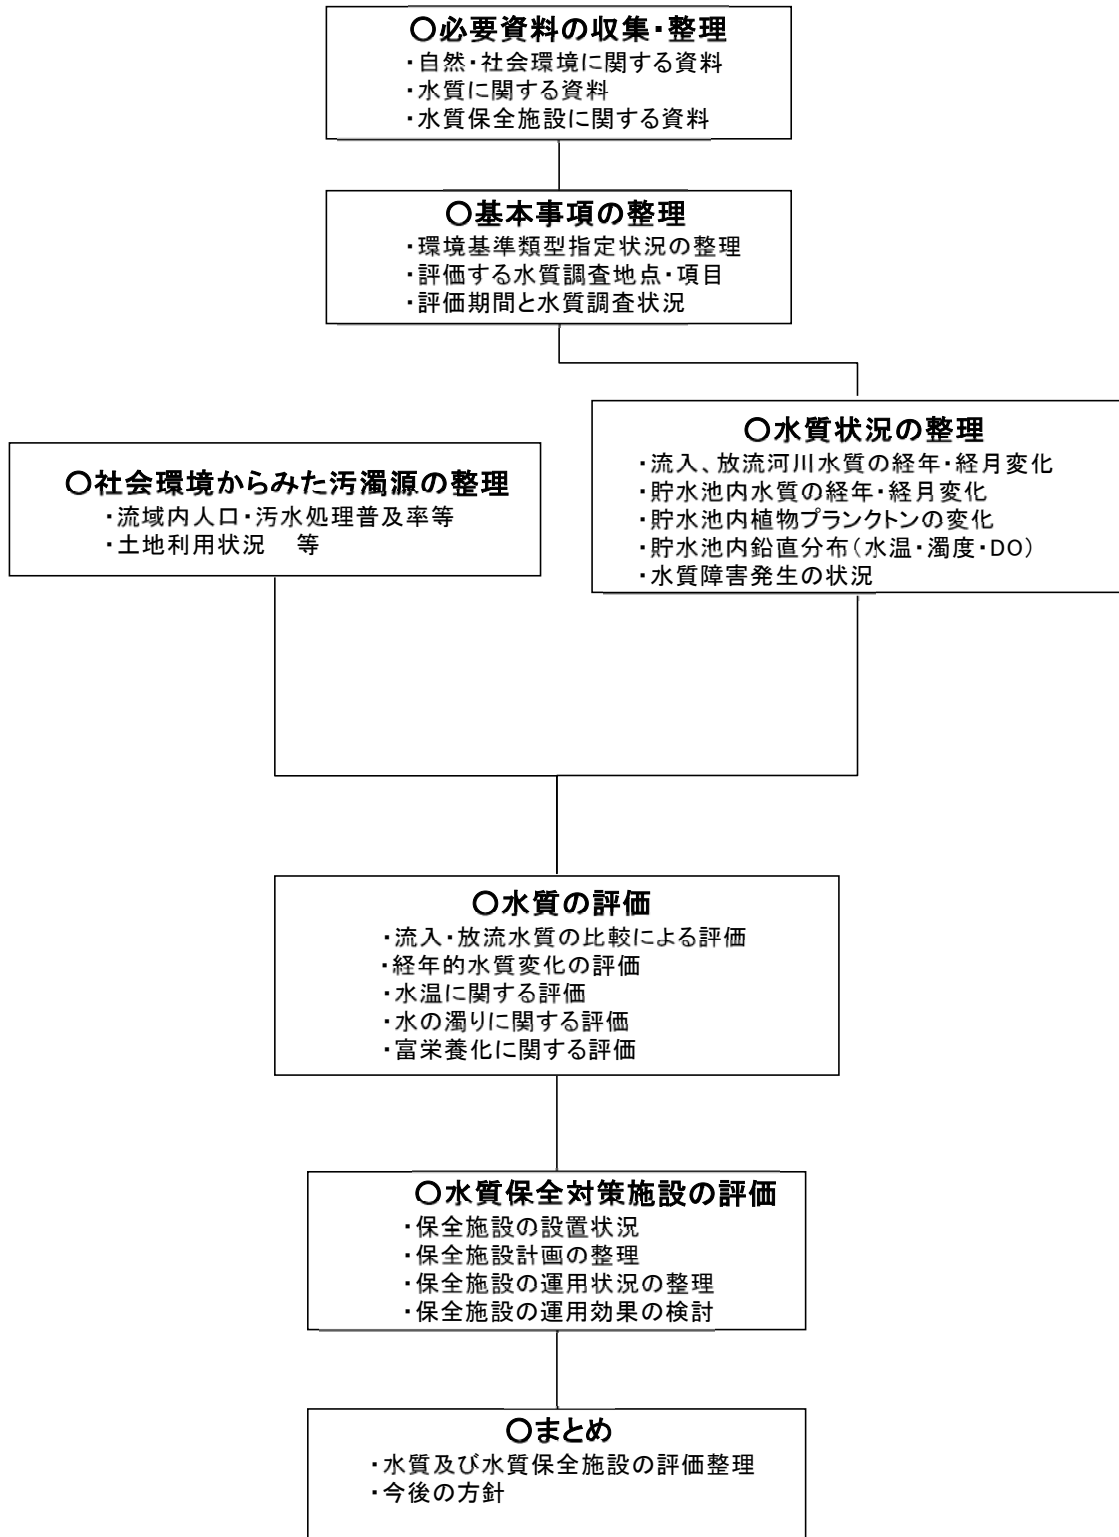 ○必要資料の収集・整理
・自然・社会環境に関する資料
・水質に関する資料
・水質保全施設に関する資料
○基本事項の整理
・環境基準類型指定状況の整理
・評価する水質調査地点・項目
・評価期間と水質調査状況
○社会環境からみた汚濁源の整理
・流域内人口・汚水処理普及率等
・土地利用状況　等
○水質状況の整理
・流入、放流河川水質の経年・経月変化
・貯水池内水質の経年・経月変化
・貯水池内植物プランクトンの変化
・貯水池内鉛直分布（水温・濁度・DO）
・水質障害発生の状況
○水質の評価
・流入・放流水質の比較による評価
・経年的水質変化の評価
・水温に関する評価
・水の濁りに関する評価
・富栄養化に関する評価
○水質保全対策施設の評価
・保全施設の設置状況
・保全施設計画の整理
・保全施設の運用状況の整理
・保全施設の運用効果の検討
○まとめ
・水質及び水質保全施設の評価整理
・今後の方針